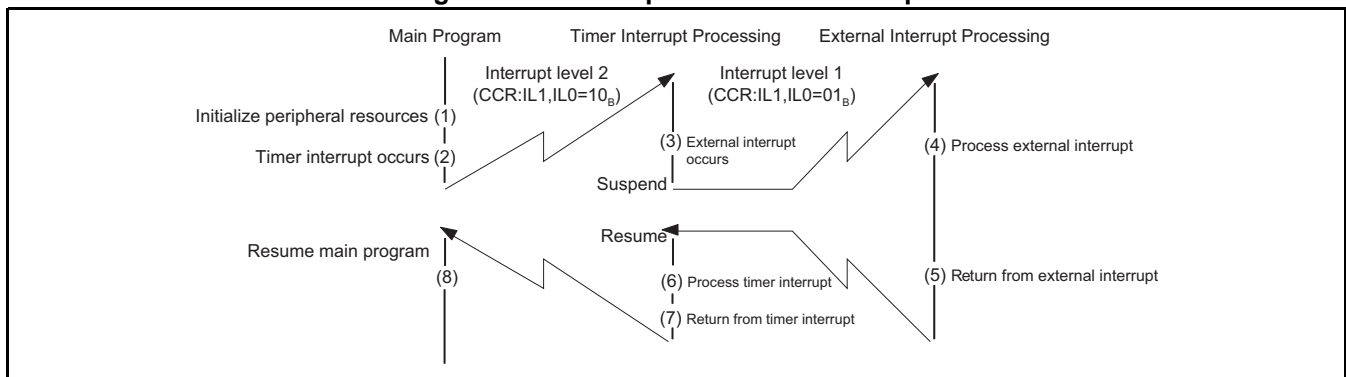 Main Program
Timer Interrupt Processing
External Interrupt Processing
Interrupt level 2
(CCR:IL1,IL0=10B)
Interrupt level 1
(CCR:IL1,IL0=01B)
Initialize peripheral resources (1)
Timer interrupt occurs (2)
(3) External interrupt
occurs
(4) Process external interrupt
Suspend
Resume main program
(8)
Resume
(6) Process timer interrupt
(7) Return from timer interrupt
(5) Return from external interrupt